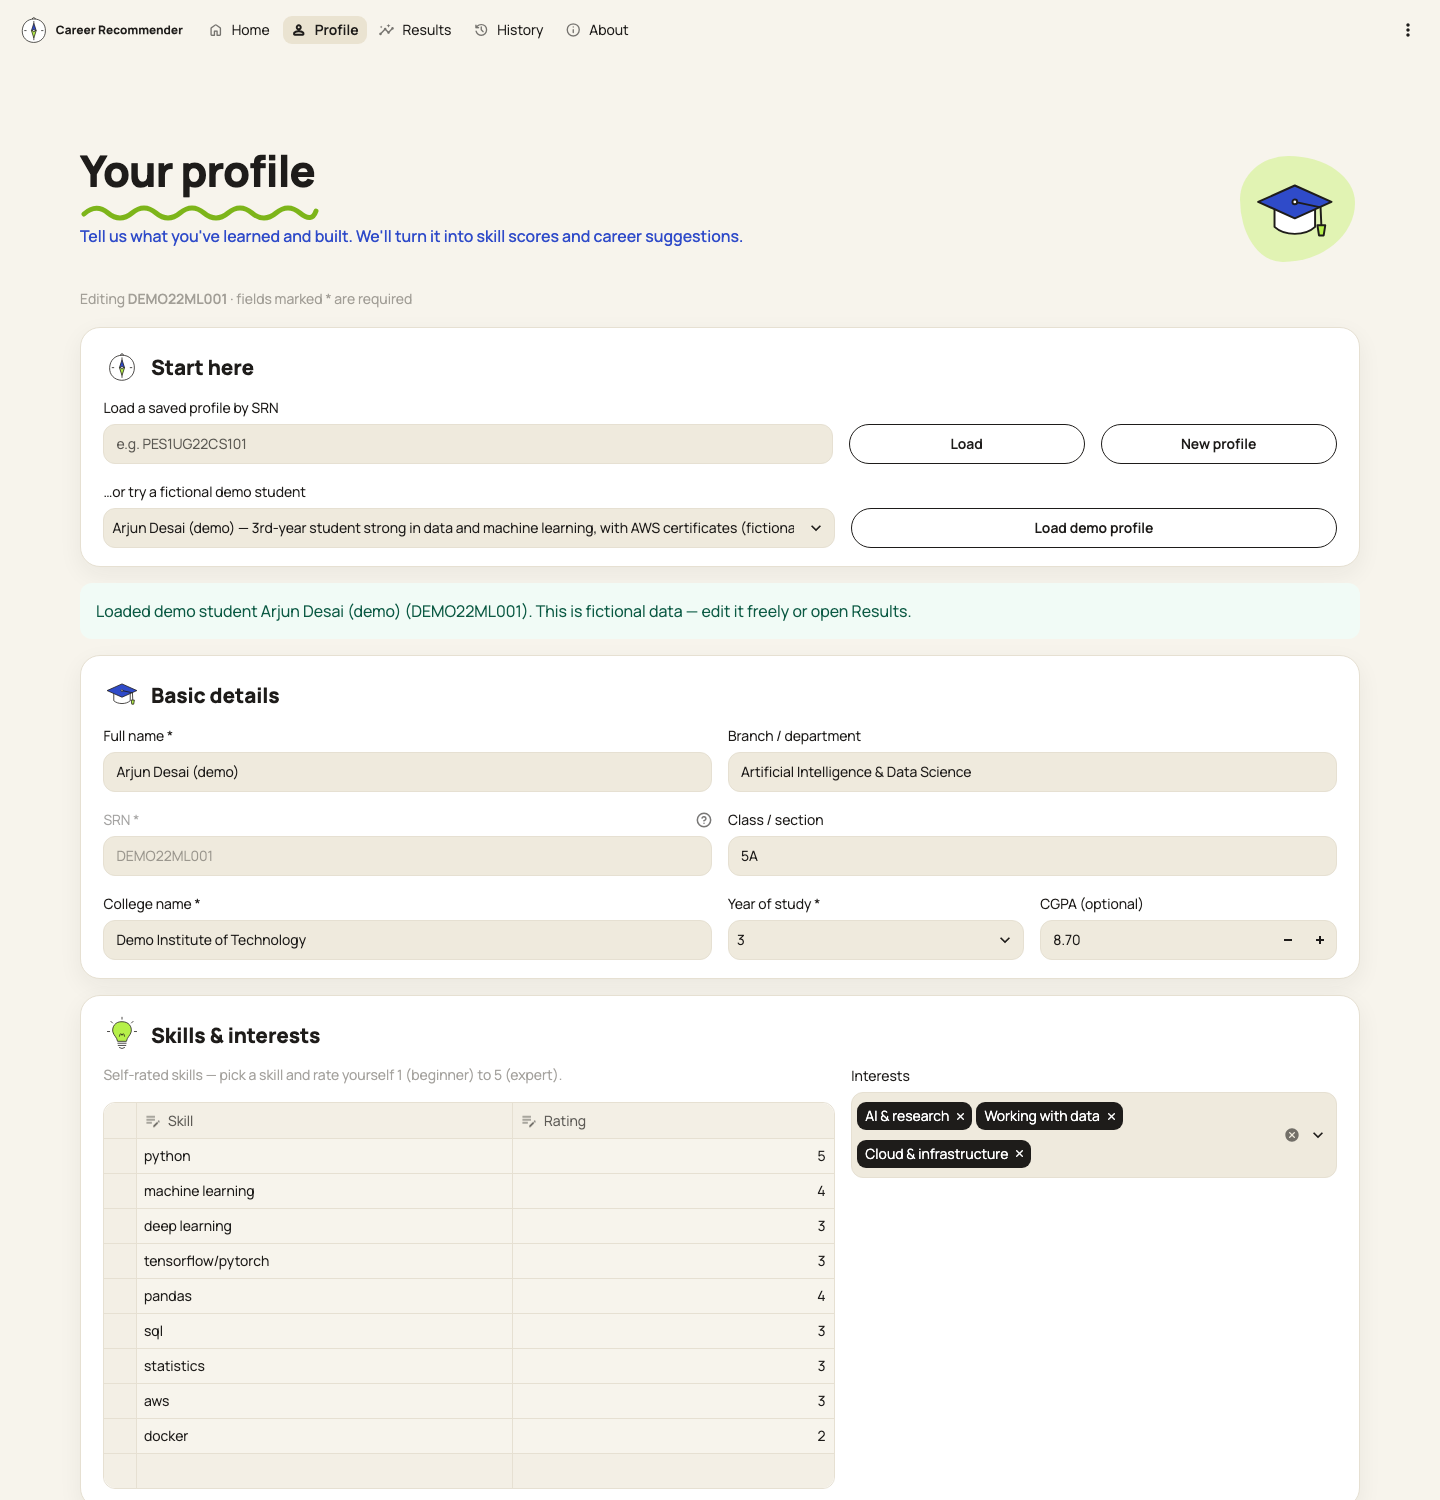 Career Recommender Home Profile Results History About
Your profile
Tell us what you've learned and built. We'll turn it into skill scores and career suggestions.
Editing DEMO22ML001 · fields marked * are required
Start here
Load a saved profile by SRN
e.g. PES1UG22CS101 Load New profile
...or try a fictional demo student
Arjun Desai (demo) — 3rd-year student strong in data and machine learning, with AWS certificates (fictiona Load demo profile
Loaded demo student Arjun Desai (demo) (DEMO22ML001). This is fictional data — edit it freely or open Results.
Basic details
Full name * Branch / department
Arjun Desai (demo) Artificial Intelligence & Data Science
SRN * Class / section
DEMO22ML001 5A
College name * Year of study * CGPA (optional)
Demo Institute of Technology 3 8.70
Skills & interests
Self-rated skills — pick a skill and rate yourself 1 (beginner) to 5 (expert). Interests
Skill Rating
AI & research Working with data
Cloud & infrastructure
python 5
machine learning 4
deep learning 3
tensorflow/pytorch 3
pandas 4
sql 3
statistics 3
aws 3
docker 2